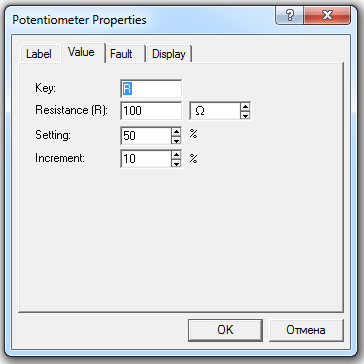 Potentiometer Properties ?
Label Value Fault Display
Key: R
Resistance (R): 100 Ω
Setting: 50 %
Increment: 10 %
OK Отмена